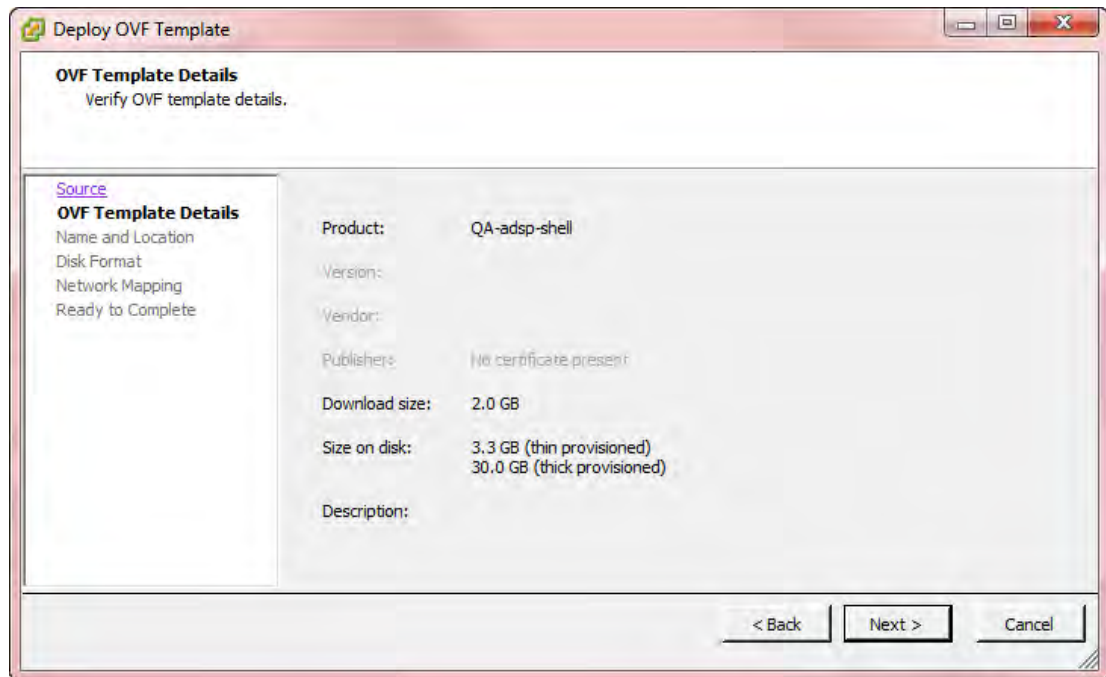 Deploy OVF Template
OVF Template Details
Verify OVF template details.
Source
OVF Template Details
Name and Location
Disk Format
Network Mapping
Ready to Complete
Product: QA-adsp-shell
Version:
Vendor:
Publisher: No certificate present
Download size: 2.0 GB
Size on disk: 3.3 GB (thin provisioned)
30.0 GB (thick provisioned)
Description:
< Back Next > Cancel